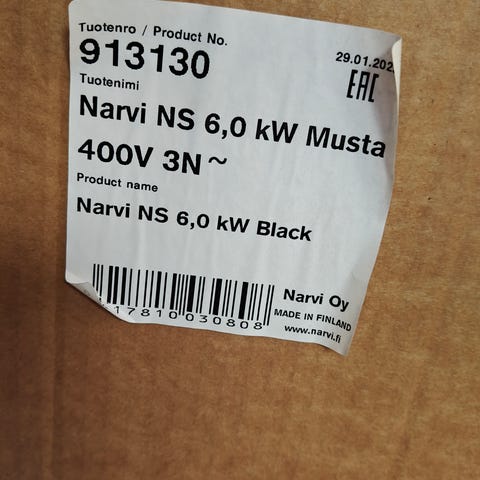 Tuotenro / Product No.
913130
29.01.202
EAC
Tuotenimi
Narvi NS 6,0 kW Musta
400V 3N~
Product name
Narvi NS 6,0 kW Black
17810030808
Narvi Oy
MADE IN FINLAND
www.narvi.fi